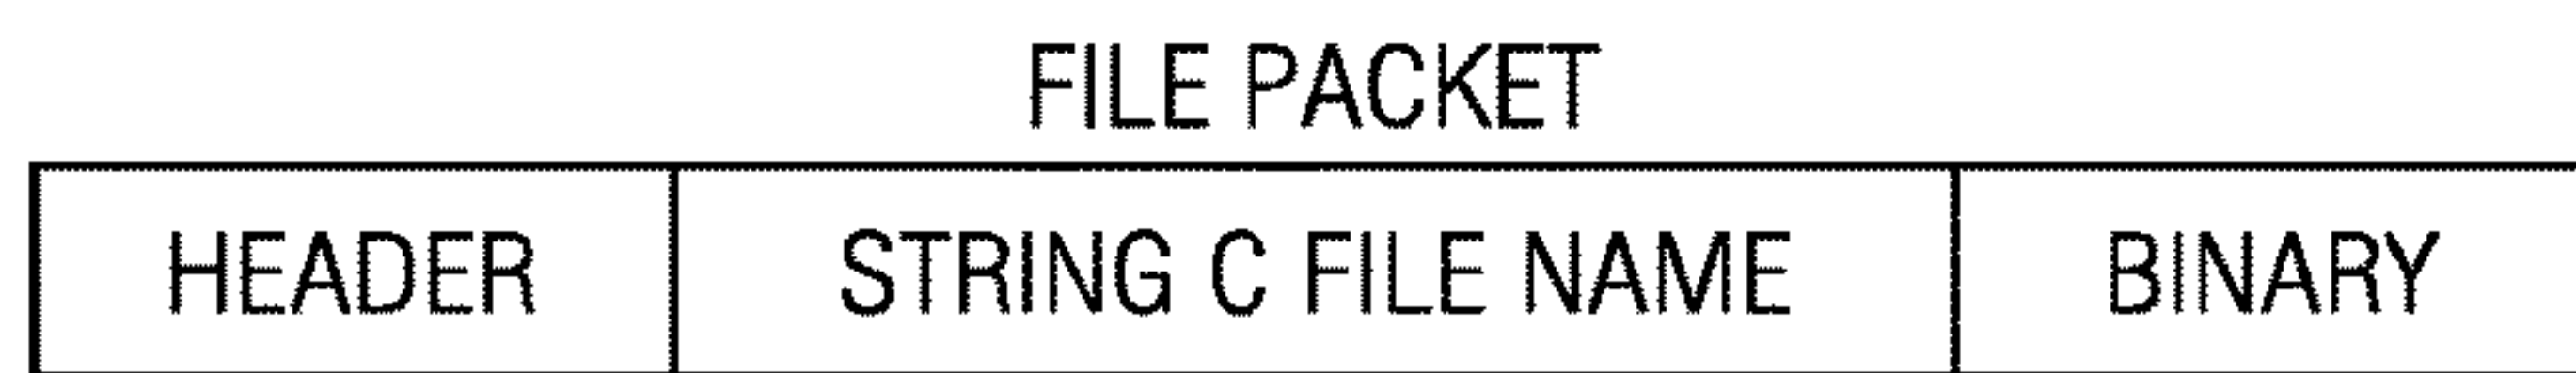 FILE PACKET
HEADER STRING C FILE NAME BINARY